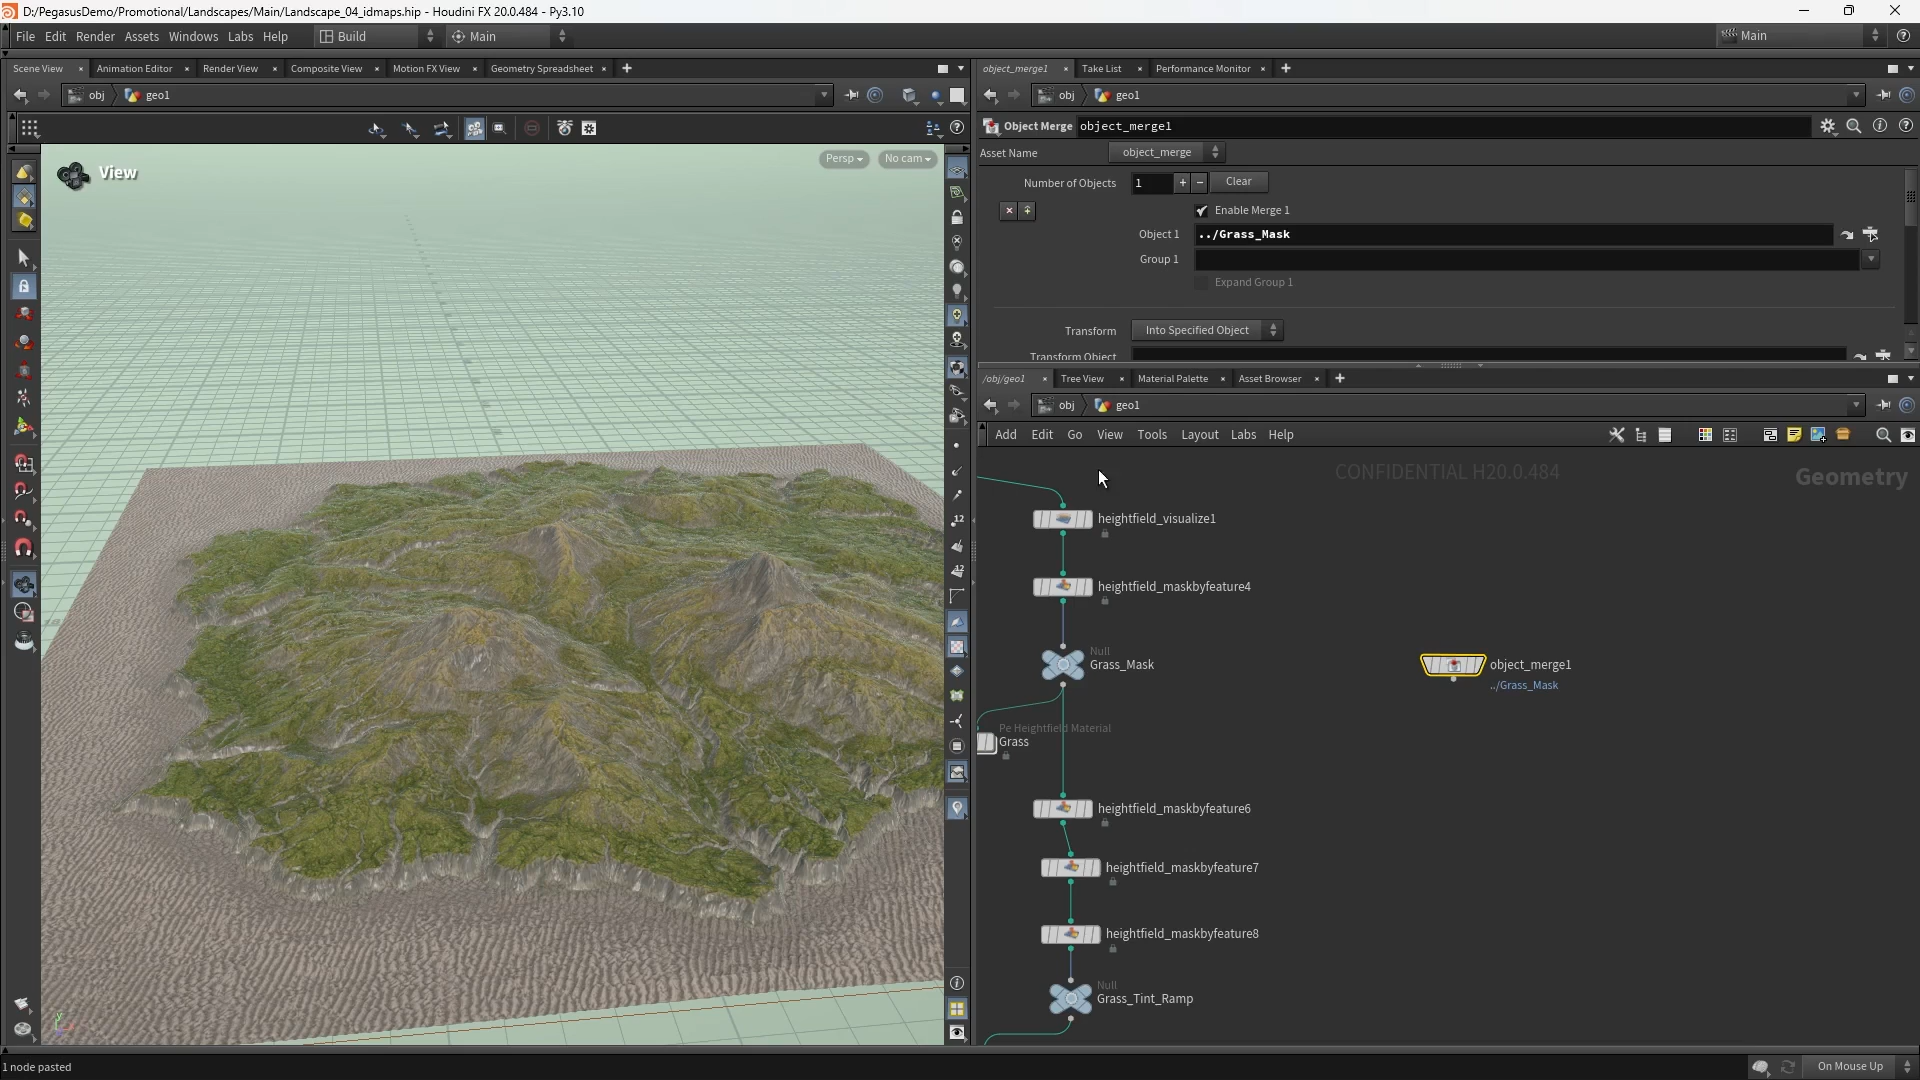 D:/PegasusDemo/Promotional/Landscapes/Main/Landscape_04_idmaps.hip - Houdini FX 20.0.484 - Py3.10
File Edit Render Assets Windows Labs Help Build Main Main
Scene View Animation Editor Render View Composite View Motion FX View Geometry Spreadsheet
object_merge1 Take List Performance Monitor
obj geo1
obj geo1
Object Merge object_merge1
Asset Name object_merge
View
Persp No cam
Number of Objects 1 Clear
Enable Merge 1
Object 1 ../Grass_Mask
Group 1
Expand Group 1
Transform Into Specified Object
Transform Object
/obj/geo1 Tree View Material Palette Asset Browser
obj geo1
Add Edit Go View Tools Layout Labs Help
CONFIDENTIAL H20.0.484
Geometry
heightfield_visualize1
heightfield_maskbyfeature4
Null
Grass_Mask
object_merge1
../Grass_Mask
Pe Heightfield Material
Grass
heightfield_maskbyfeature6
heightfield_maskbyfeature7
heightfield_maskbyfeature8
Null
Grass_Tint_Ramp
12
12
y
1 node pasted
On Mouse Up